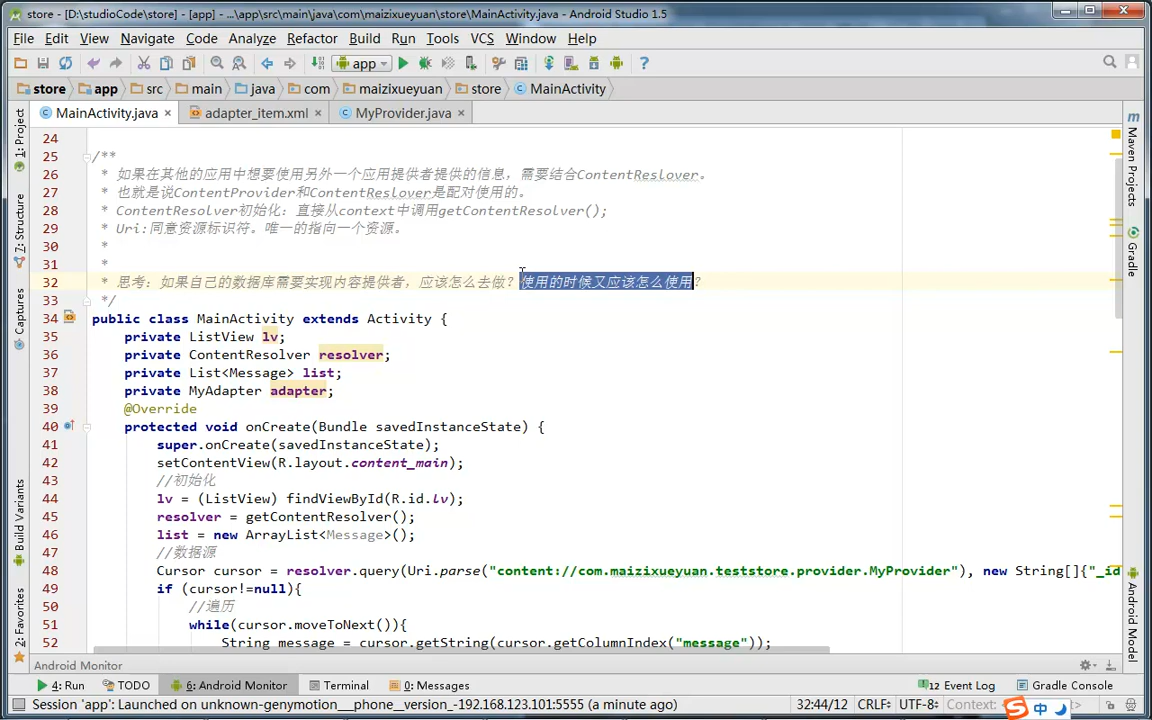 store - [D:\studioCode\store] - [app] - ...\app\src\main\java\com\maizixueyuan\store\MainActivity.java - Android Studio 1.5
File Edit View Navigate Code Analyze Refactor Build Run Tools VCS Window Help
app
store app src main java com maizixueyuan store MainActivity
MainActivity.java adapter_item.xml MyProvider.java
24
25 /**
26 * 如果在其他的应用中想要使用另外一个应用提供者提供的信息，需要结合ContentReslover。
27 * 也就是说ContentProvider和ContentReslover是配对使用的。
28 * ContentResolver初始化：直接从context中调用getContentResolver();
29 * Uri:同意资源标识符。唯一的指向一个资源。
30 *
31 *
32 * 思考：如果自己的数据库需要实现内容提供者，应该怎么去做？使用的时候又应该怎么使用？
33 */
34 public class MainActivity extends Activity {
35 private ListView lv;
36 private ContentResolver resolver;
37 private List<Message> list;
38 private MyAdapter adapter;
39 @Override
40 protected void onCreate(Bundle savedInstanceState) {
41 super.onCreate(savedInstanceState);
42 setContentView(R.layout.content_main);
43 //初始化
44 lv = (ListView) findViewById(R.id.lv);
45 resolver = getContentResolver();
46 list = new ArrayList<Message>();
47 //数据源
48 Cursor cursor = resolver.query(Uri.parse("content://com.maizixueyuan.teststore.provider.MyProvider"), new String[]{"_id
49 if (cursor!=null){
50 //遍历
51 while(cursor.moveToNext()){
52 String message = cursor.getString(cursor.getColumnIndex("message"));
1: Project
7: Structure
Captures
Build Variants
2: Favorites
m
Maven Projects
Gradle
Android Model
Android Monitor
4: Run TODO 6: Android Monitor Terminal 0: Messages 12 Event Log Gradle Console
Session 'app': Launched on unknown-genymotion___phone__version_-192.168.123.101:5555 (a minute ago) 32:44/12 CRLF÷ UTF-8÷ Context:
S 中